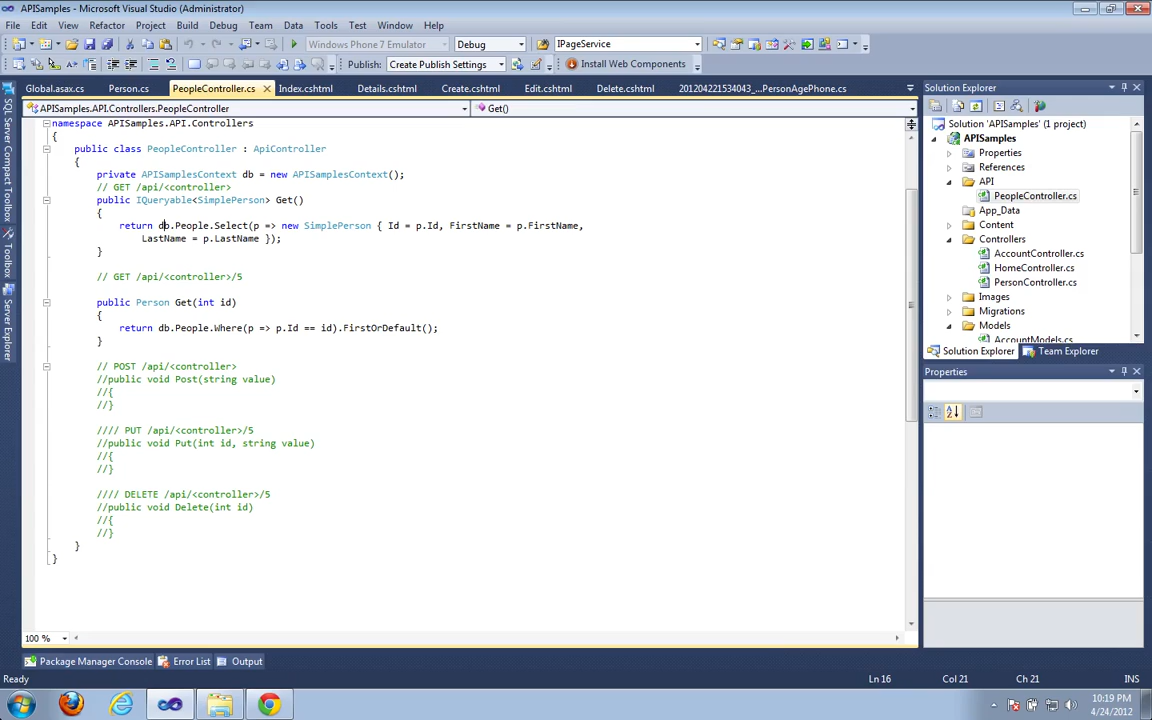 APISamples - Microsoft Visual Studio (Administrator)
File Edit View Refactor Project Build Debug Team Data Tools Test Window Help
Windows Phone 7 Emulator Debug IPageService
Publish: Create Publish Settings Install Web Components
Global.asax.cs Person.cs PeopleController.cs Index.cshtml Details.cshtml Create.cshtml Edit.cshtml Delete.cshtml 201204221534043_...PersonAgePhone.cs
APISamples.API.Controllers.PeopleController Get()
namespace APISamples.API.Controllers
{
public class PeopleController : ApiController
{
private APISamplesContext db = new APISamplesContext();
// GET /api/<controller>
public IQueryable<SimplePerson> Get()
{
return db.People.Select(p => new SimplePerson { Id = p.Id, FirstName = p.FirstName,
LastName = p.LastName });
}
// GET /api/<controller>/5
public Person Get(int id)
{
return db.People.Where(p => p.Id == id).FirstOrDefault();
}
// POST /api/<controller>
//public void Post(string value)
//{
//}
//// PUT /api/<controller>/5
//public void Put(int id, string value)
//{
//}
//// DELETE /api/<controller>/5
//public void Delete(int id)
//{
//}
}
}
100 %
SQL Server Compact Toolbox
Toolbox
Server Explorer
Solution Explorer
Solution 'APISamples' (1 project)
APISamples
Properties
References
API
PeopleController.cs
App_Data
Content
Controllers
AccountController.cs
HomeController.cs
PersonController.cs
Images
Migrations
Models
AccountModels.cs
Solution Explorer Team Explorer
Properties
Package Manager Console Error List Output
Ready Ln 16 Col 21 Ch 21 INS
10:19 PM
4/24/2012